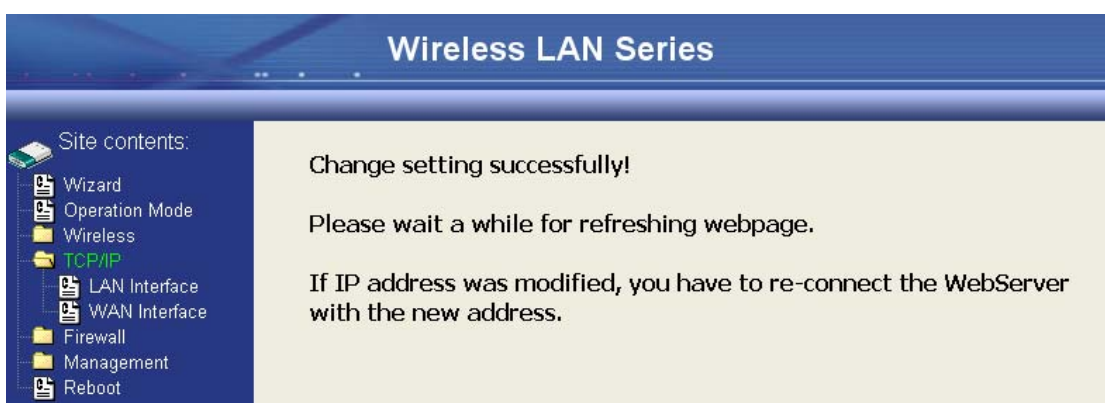 Wireless LAN Series
Site contents:
Wizard
Operation Mode
Wireless
TCP/IP
LAN Interface
WAN Interface
Firewall
Management
Reboot
Change setting successfully!
Please wait a while for refreshing webpage.
If IP address was modified, you have to re-connect the WebServer
with the new address.